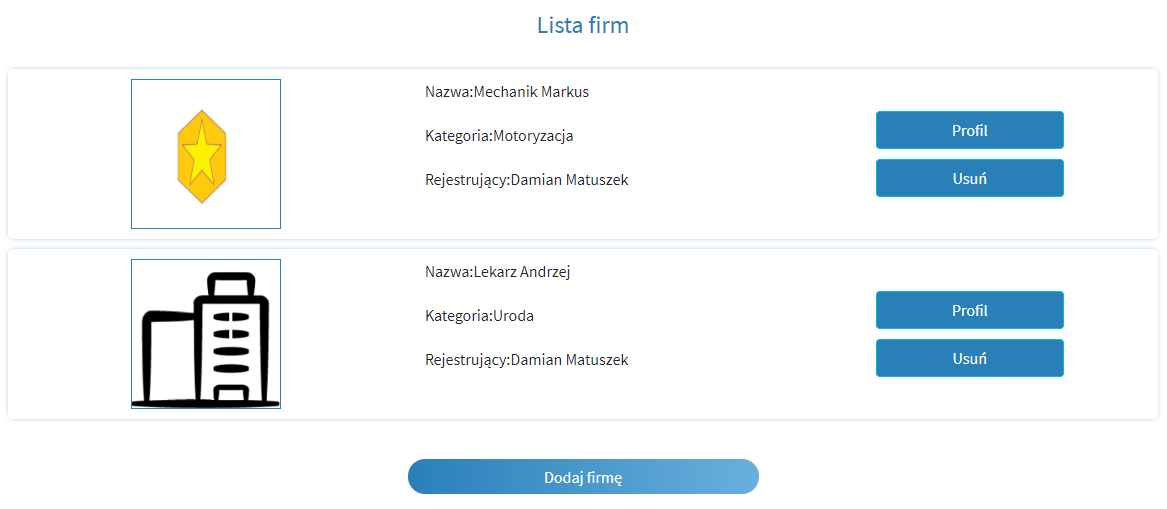 Lista firm
Nazwa:Mechanik Markus
Kategoria:Motoryzacja
Rejestrujący:Damian Matuszek
Profil
Usuń
Nazwa:Lekarz Andrzej
Kategoria:Uroda
Rejestrujący:Damian Matuszek
Profil
Usuń
Dodaj firmę